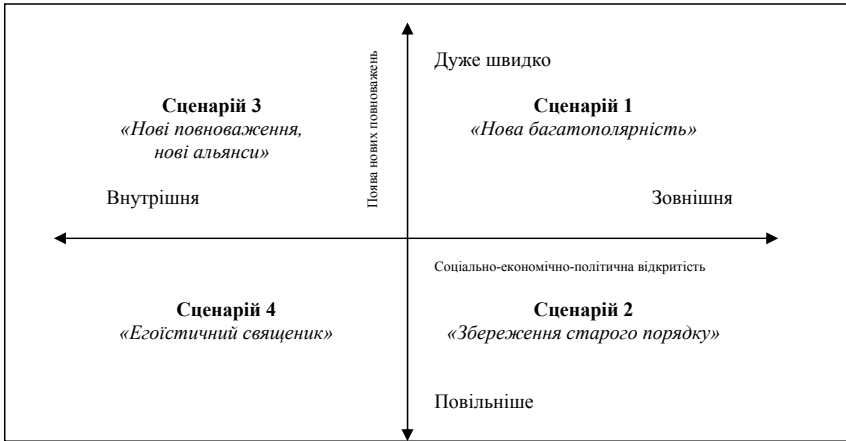 Дуже швидко
Поява нових повноважень
Сценарій 3
«Нові повноваження,
нові альянси»
Сценарій 1
«Нова багатополярність»
Внутрішня
Зовнішня
Соціально-економічно-політична відкритість
Сценарій 4
«Егоїстичний священик»
Сценарій 2
«Збереження старого порядку»
Повільніше